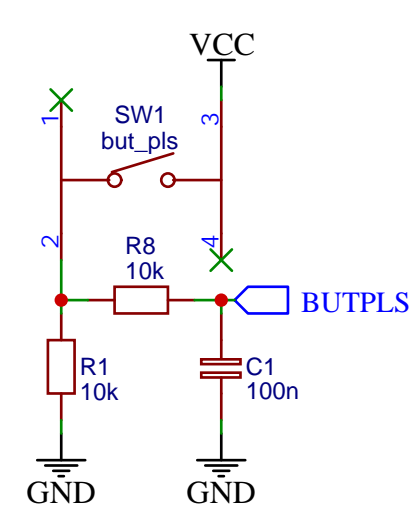 VCC
1
SW1
but_pls
3
2
4
R8
10k
BUTPLS
R1
10k
C1
100n
GND
GND